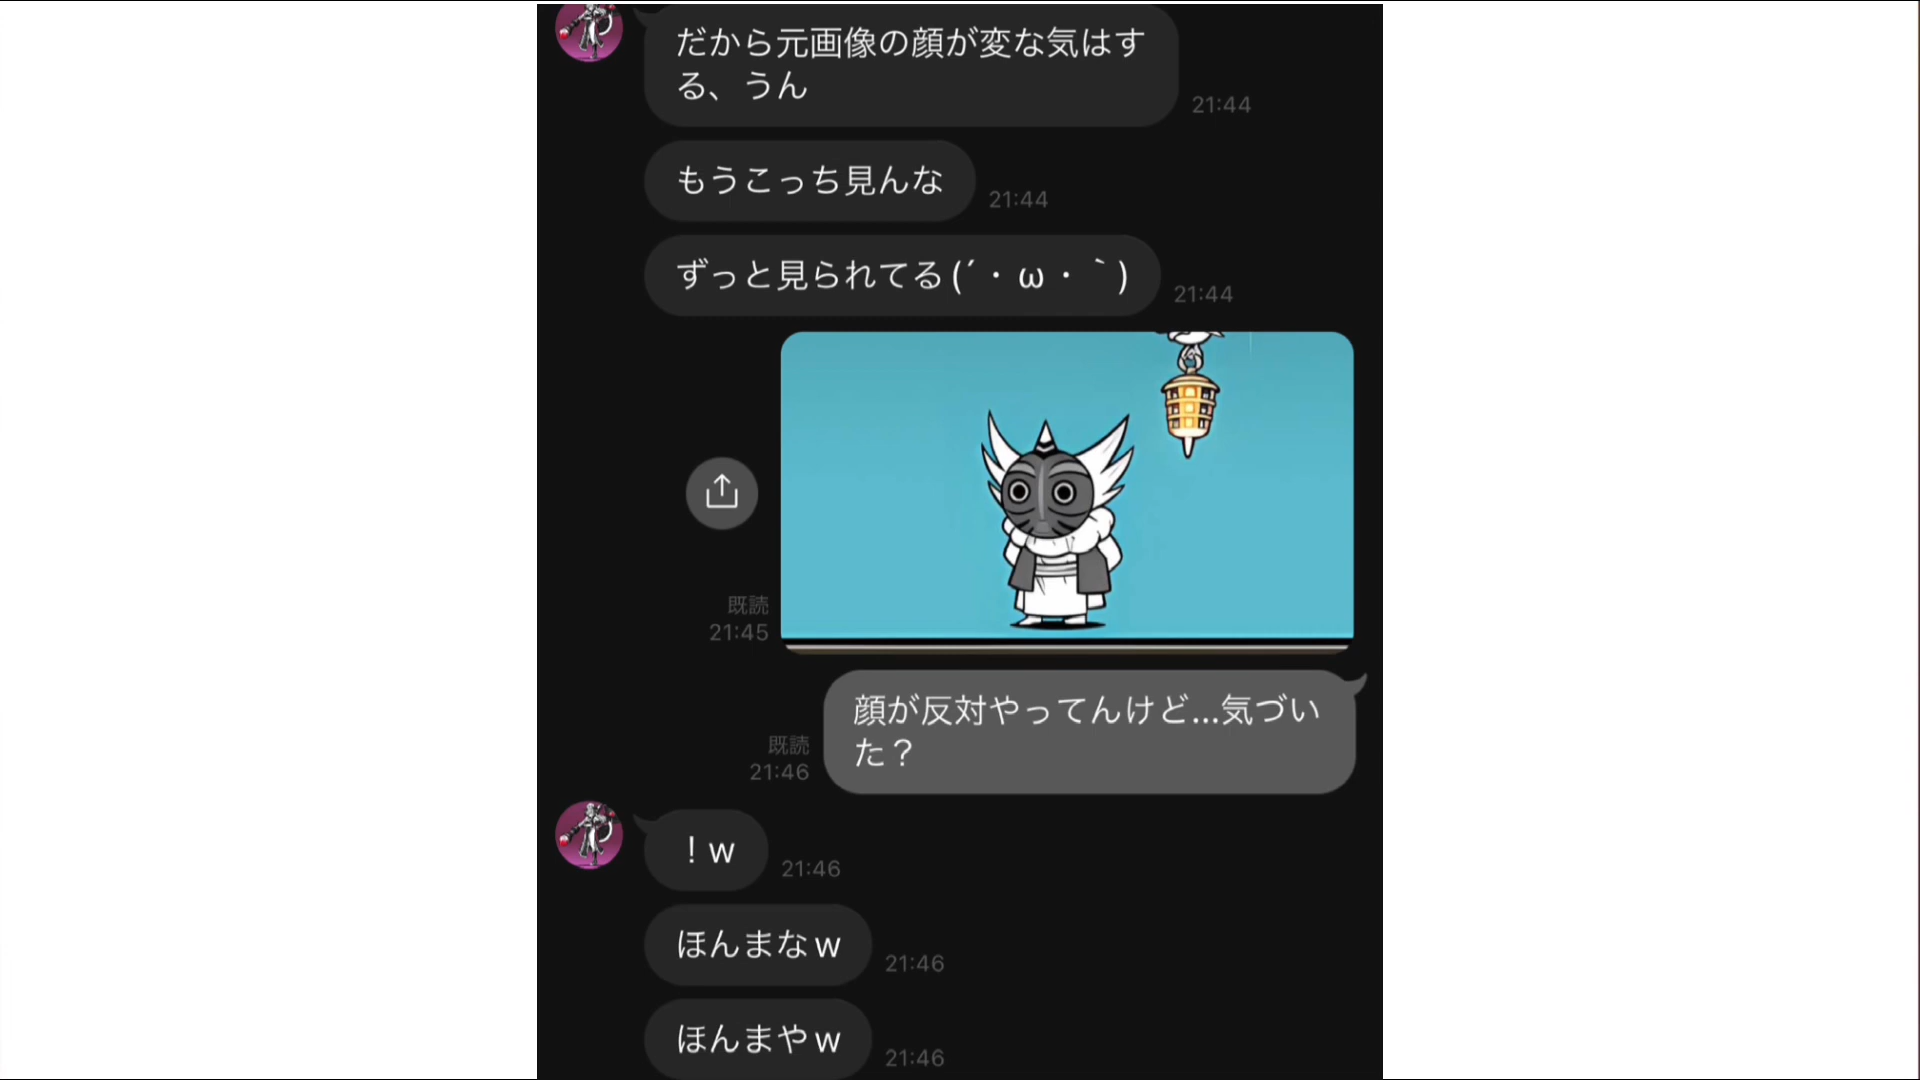 だから元画像の顔が変な気はす
る、うん
21:44
もうこっち見んな
21:44
ずっと見られてる(´・ω・｀)
21:44
既読
21:45
顔が反対やってんけど...気づい
た？
既読
21:46
！w
21:46
ほんまなw
21:46
ほんまやw
21:46